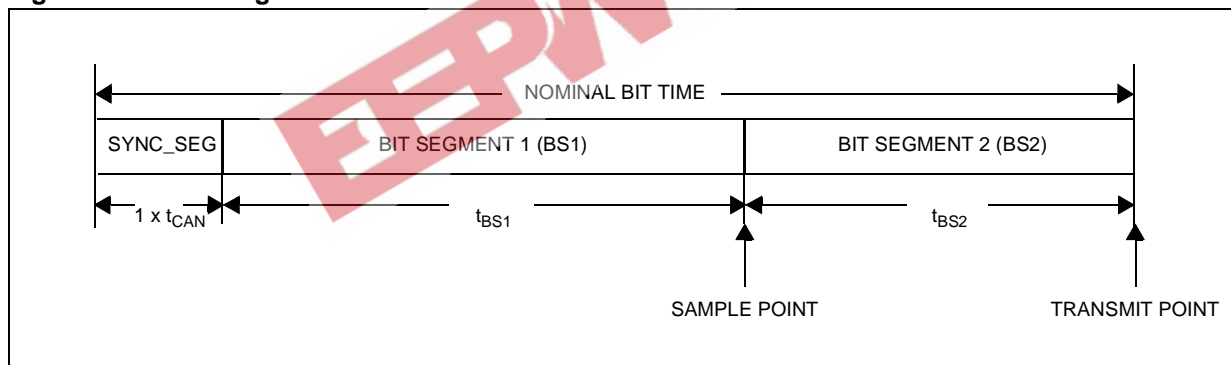 NOMINAL BIT TIME
SYNC_SEG
BIT SEGMENT 1 (BS1)
BIT SEGMENT 2 (BS2)
1 x tCAN
tBS1
tBS2
SAMPLE POINT
TRANSMIT POINT